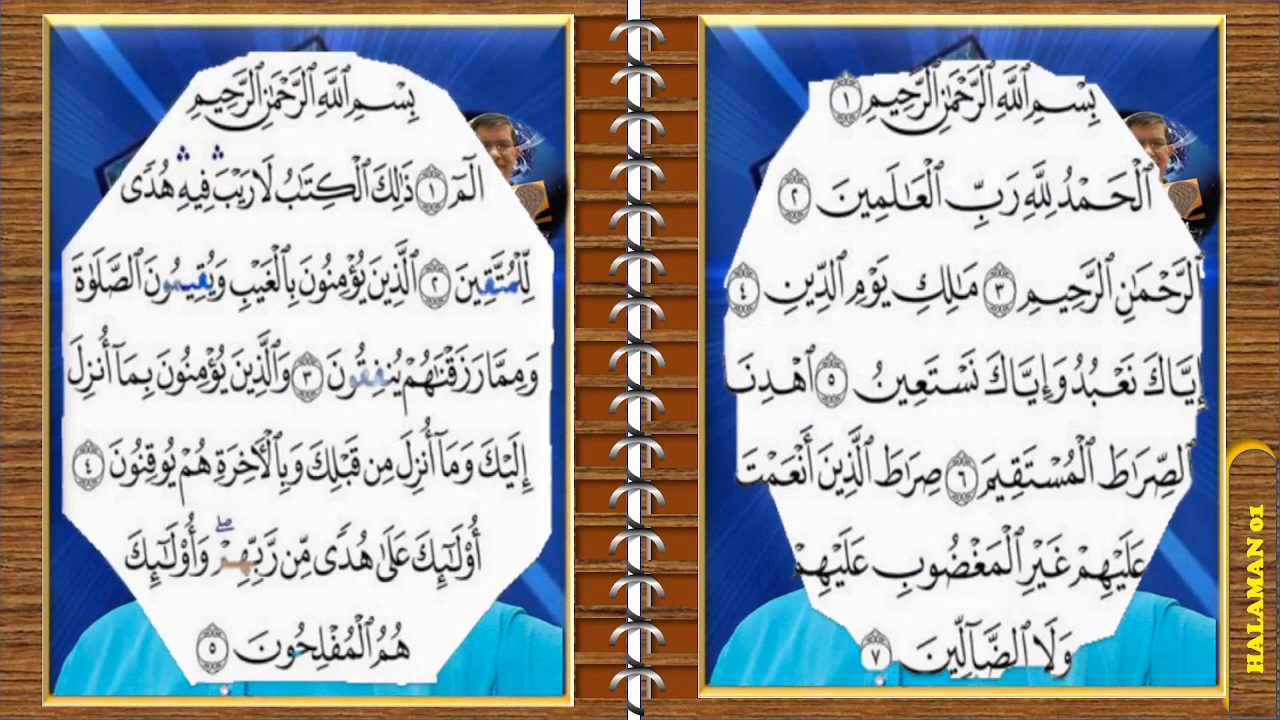 بِسْمِ ٱللَّهِ ٱلرَّحْمَٰنِ ٱلرَّحِيمِ ١
ٱلْحَمْدُ لِلَّهِ رَبِّ ٱلْعَٰلَمِينَ ٢
ٱلرَّحْمَٰنِ ٱلرَّحِيمِ ٣ مَٰلِكِ يَوْمِ ٱلدِّينِ ٤
إِيَّاكَ نَعْبُدُ وَإِيَّاكَ نَسْتَعِينُ ٥ ٱهْدِنَا
ٱلصِّرَٰطَ ٱلْمُسْتَقِيمَ ٦ صِرَٰطَ ٱلَّذِينَ أَنْعَمْتَ
عَلَيْهِمْ غَيْرِ ٱلْمَغْضُوبِ عَلَيْهِمْ
وَلَا ٱلضَّآلِّينَ ٧
بِسْمِ ٱللَّهِ ٱلرَّحْمَٰنِ ٱلرَّحِيمِ
الٓمٓ ١ ذَٰلِكَ ٱلْكِتَٰبُ لَا رَيْبَ ۛ فِيهِ ۛ هُدًى
لِّلْمُتَّقِينَ ٢ ٱلَّذِينَ يُؤْمِنُونَ بِٱلْغَيْبِ وَيُقِيمُونَ ٱلصَّلَوٰةَ
وَمِمَّا رَزَقْنَٰهُمْ يُنفِقُونَ ٣ وَٱلَّذِينَ يُؤْمِنُونَ بِمَآ أُنزِلَ
إِلَيْكَ وَمَآ أُنزِلَ مِن قَبْلِكَ وَبِٱلْأَخِرَةِ هُمْ يُوقِنُونَ ٤
أُو۟لَٰٓئِكَ عَلَىٰ هُدًى مِّن رَّبِّهِمْ ۖ وَأُو۟لَٰٓئِكَ
هُمُ ٱلْمُفْلِحُونَ ٥
HALAMAN 01